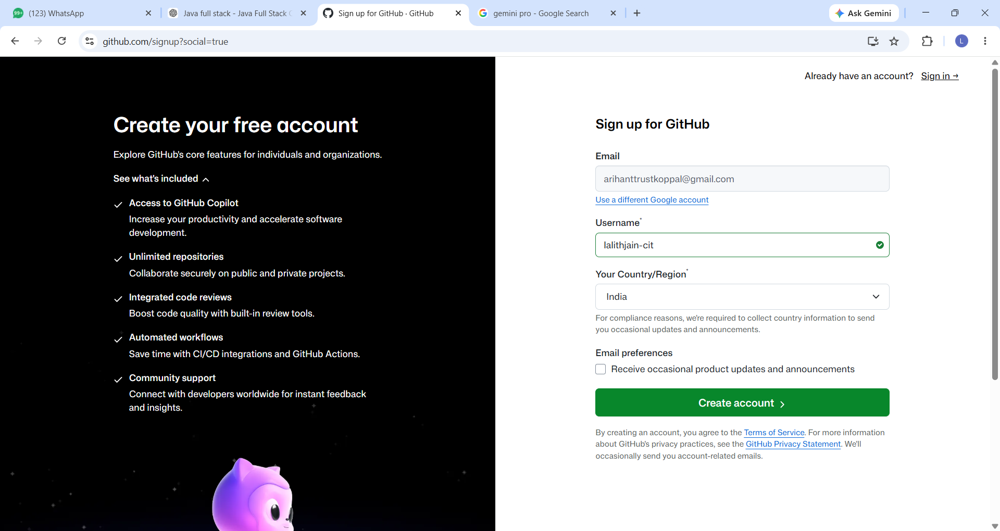 99+ (123) WhatsApp
Java full stack - Java Full Stack
Sign up for GitHub · GitHub
gemini pro - Google Search
Ask Gemini
github.com/signup?social=true
L
Create your free account
Explore GitHub's core features for individuals and organizations.
See what's included
Access to GitHub Copilot
Increase your productivity and accelerate software
development.
Unlimited repositories
Collaborate securely on public and private projects.
Integrated code reviews
Boost code quality with built-in review tools.
Automated workflows
Save time with CI/CD integrations and GitHub Actions.
Community support
Connect with developers worldwide for instant feedback
and insights.
Already have an account? Sign in →
Sign up for GitHub
Email
arihanttrustkoppal@gmail.com
Use a different Google account
Username*
lalithjain-cit
Your Country/Region*
India
For compliance reasons, we're required to collect country information to send
you occasional updates and announcements.
Email preferences
Receive occasional product updates and announcements
Create account
By creating an account, you agree to the Terms of Service. For more information
about GitHub's privacy practices, see the GitHub Privacy Statement. We'll
occasionally send you account-related emails.